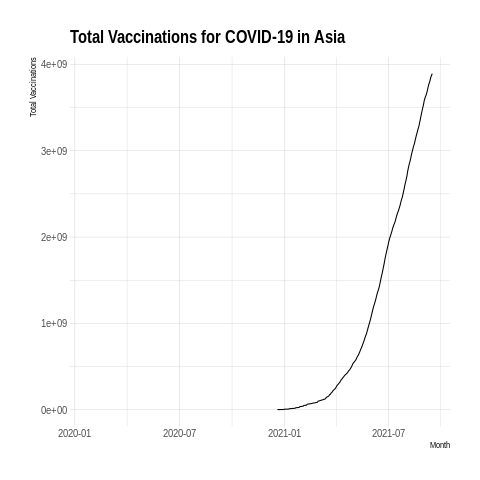 Total Vaccinations for COVID-19 in Asia
Total Vaccinations
4e+09
3e+09
2e+09
1e+09
0e+00
2020-01 2020-07 2021-01 2021-07
Month